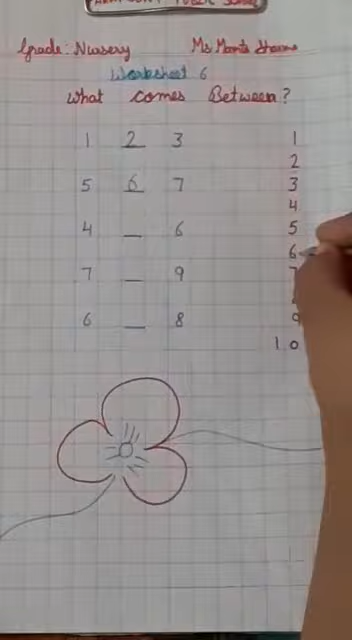 Grade: Nursery Ms Mamta Sharma
Worksheet 6
What comes Between?
1 2 3 1
2
5 6 7 3
4
4 _ 6 5
6
7 _ 9 7
6 _ 8 9
10